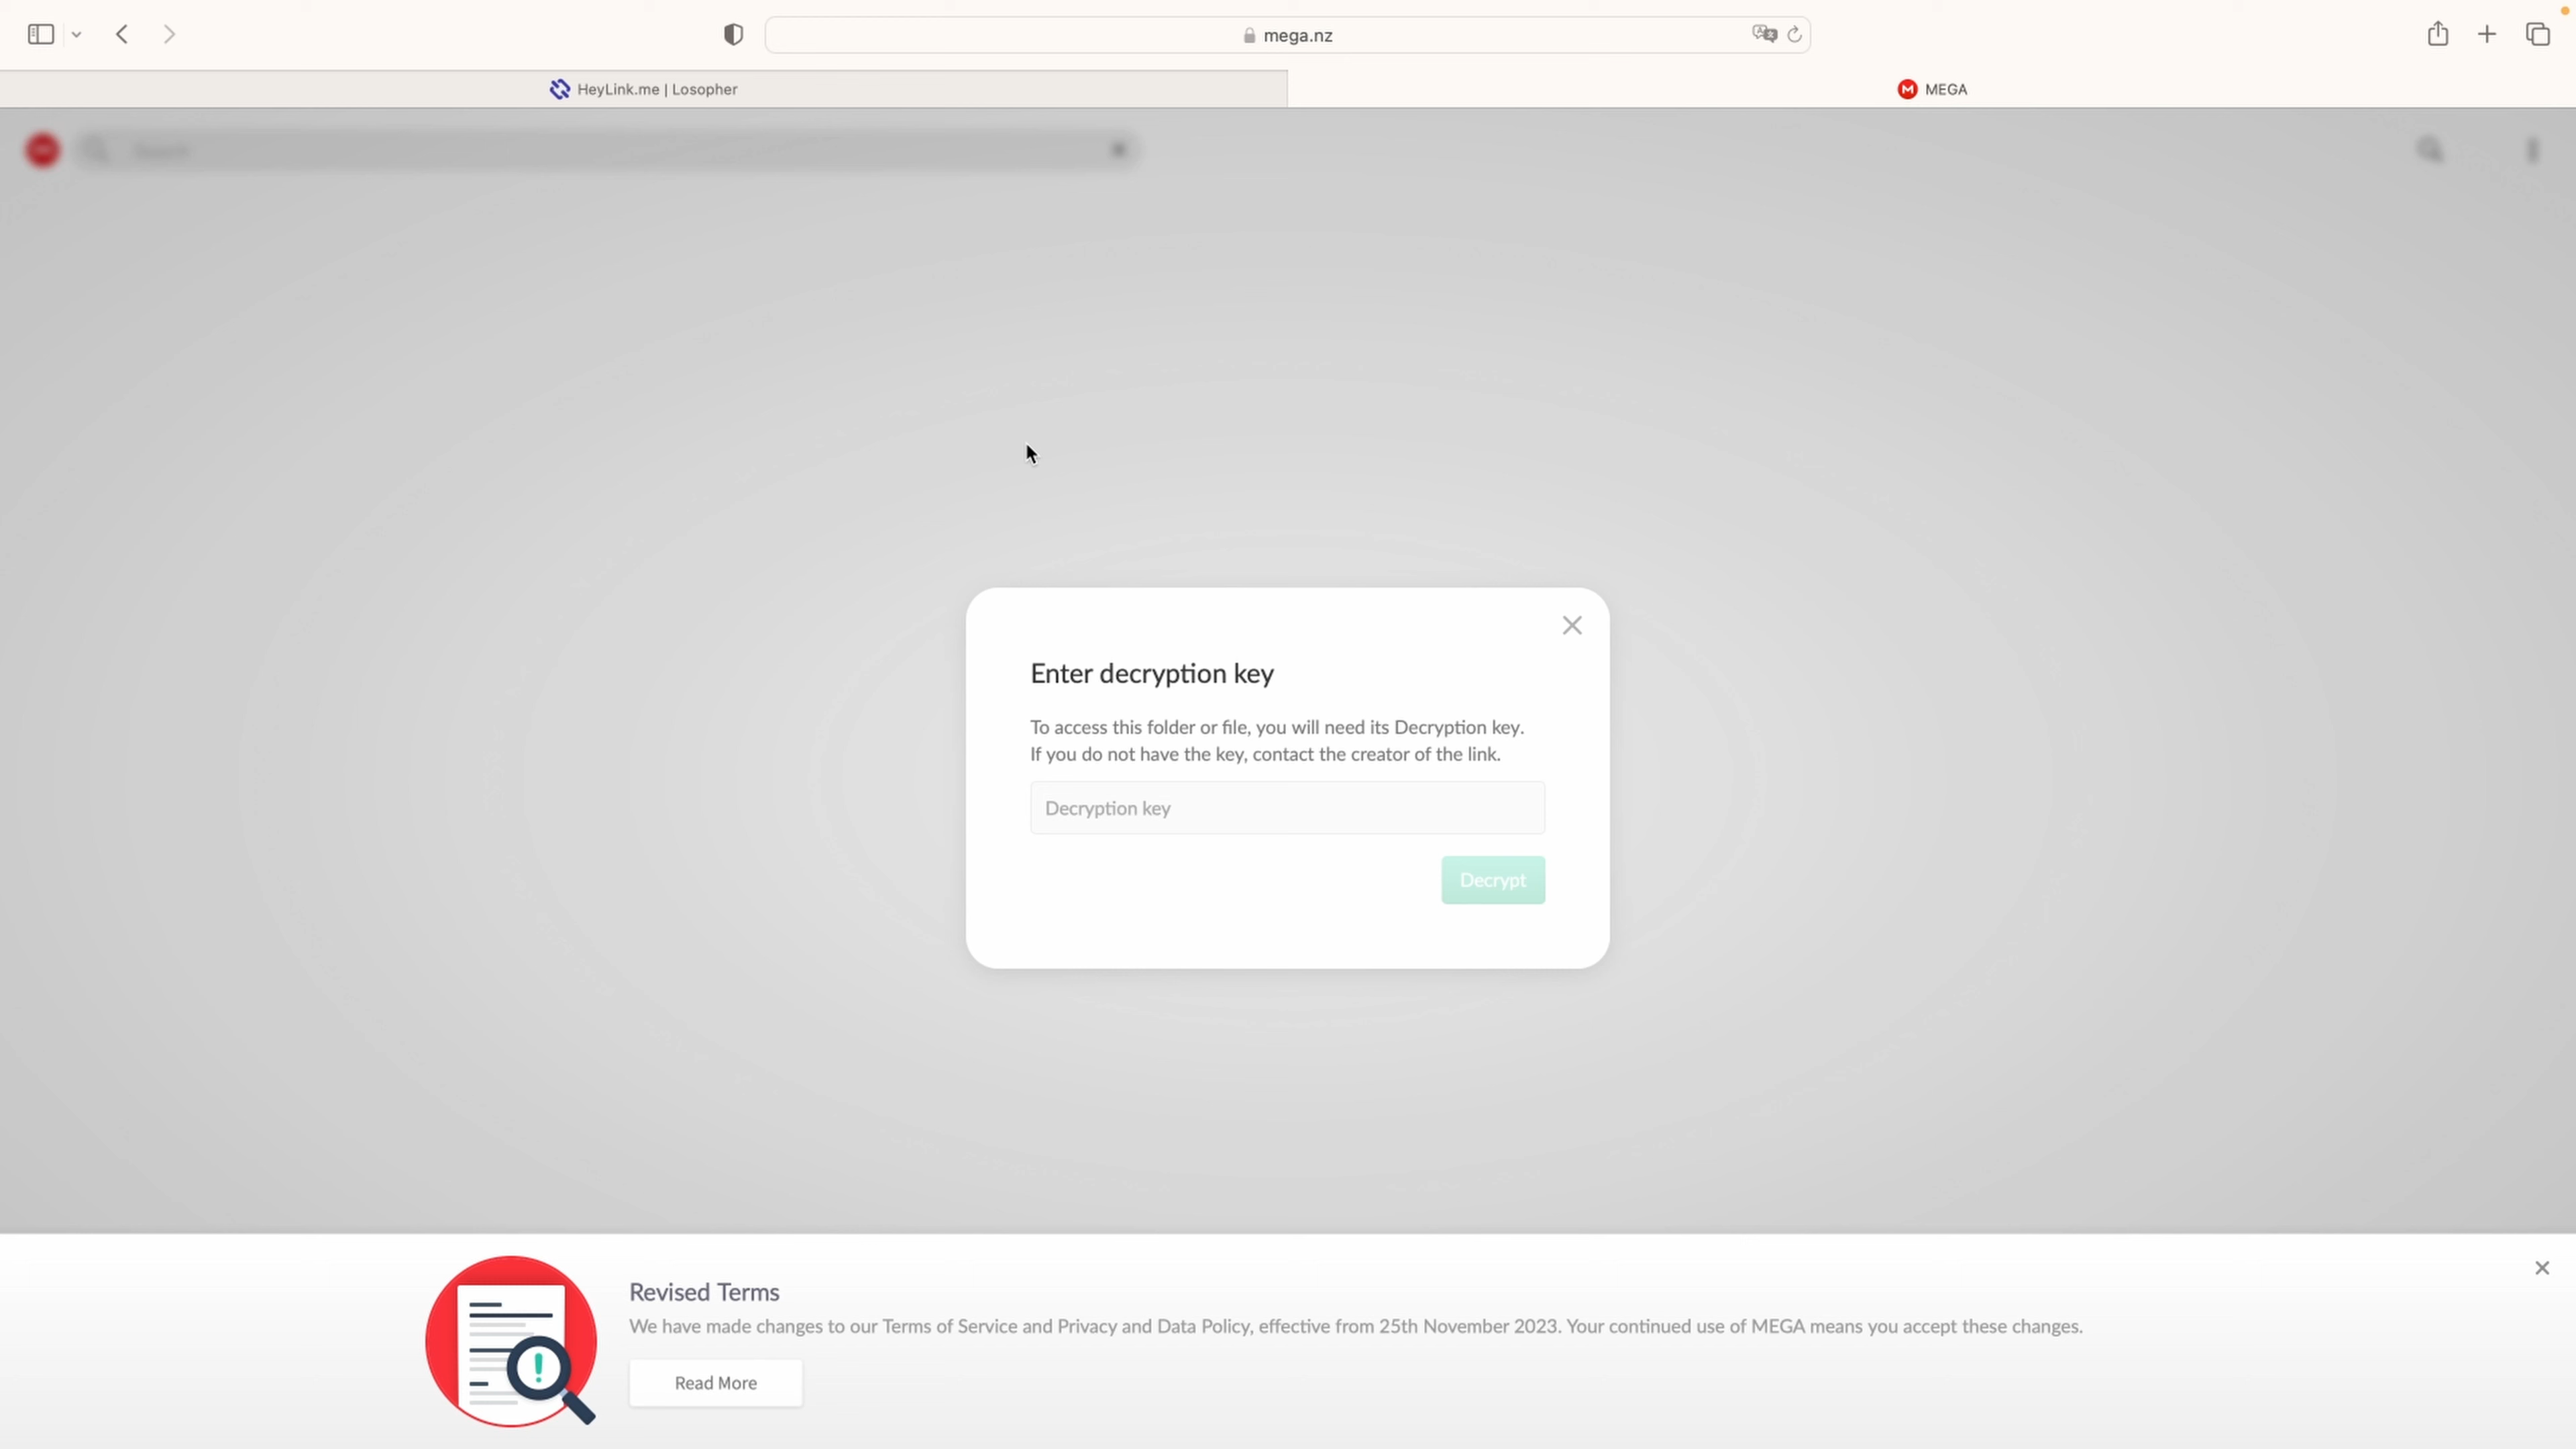 mega.nz
HeyLink.me | Losopher
MEGA
Search
Enter decryption key
To access this folder or file, you will need its Decryption key.
If you do not have the key, contact the creator of the link.
Decryption key
Decrypt
Revised Terms
We have made changes to our Terms of Service and Privacy and Data Policy, effective from 25th November 2023. Your continued use of MEGA means you accept these changes.
Read More